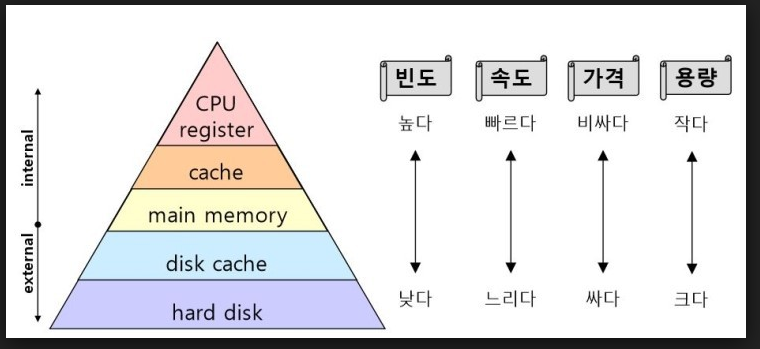 빈도 속도 가격 용량
높다 빠르다 비싸다 작다
CPU
register
cache
main memory
disk cache
hard disk
internal
external
낮다 느리다 싸다 크다